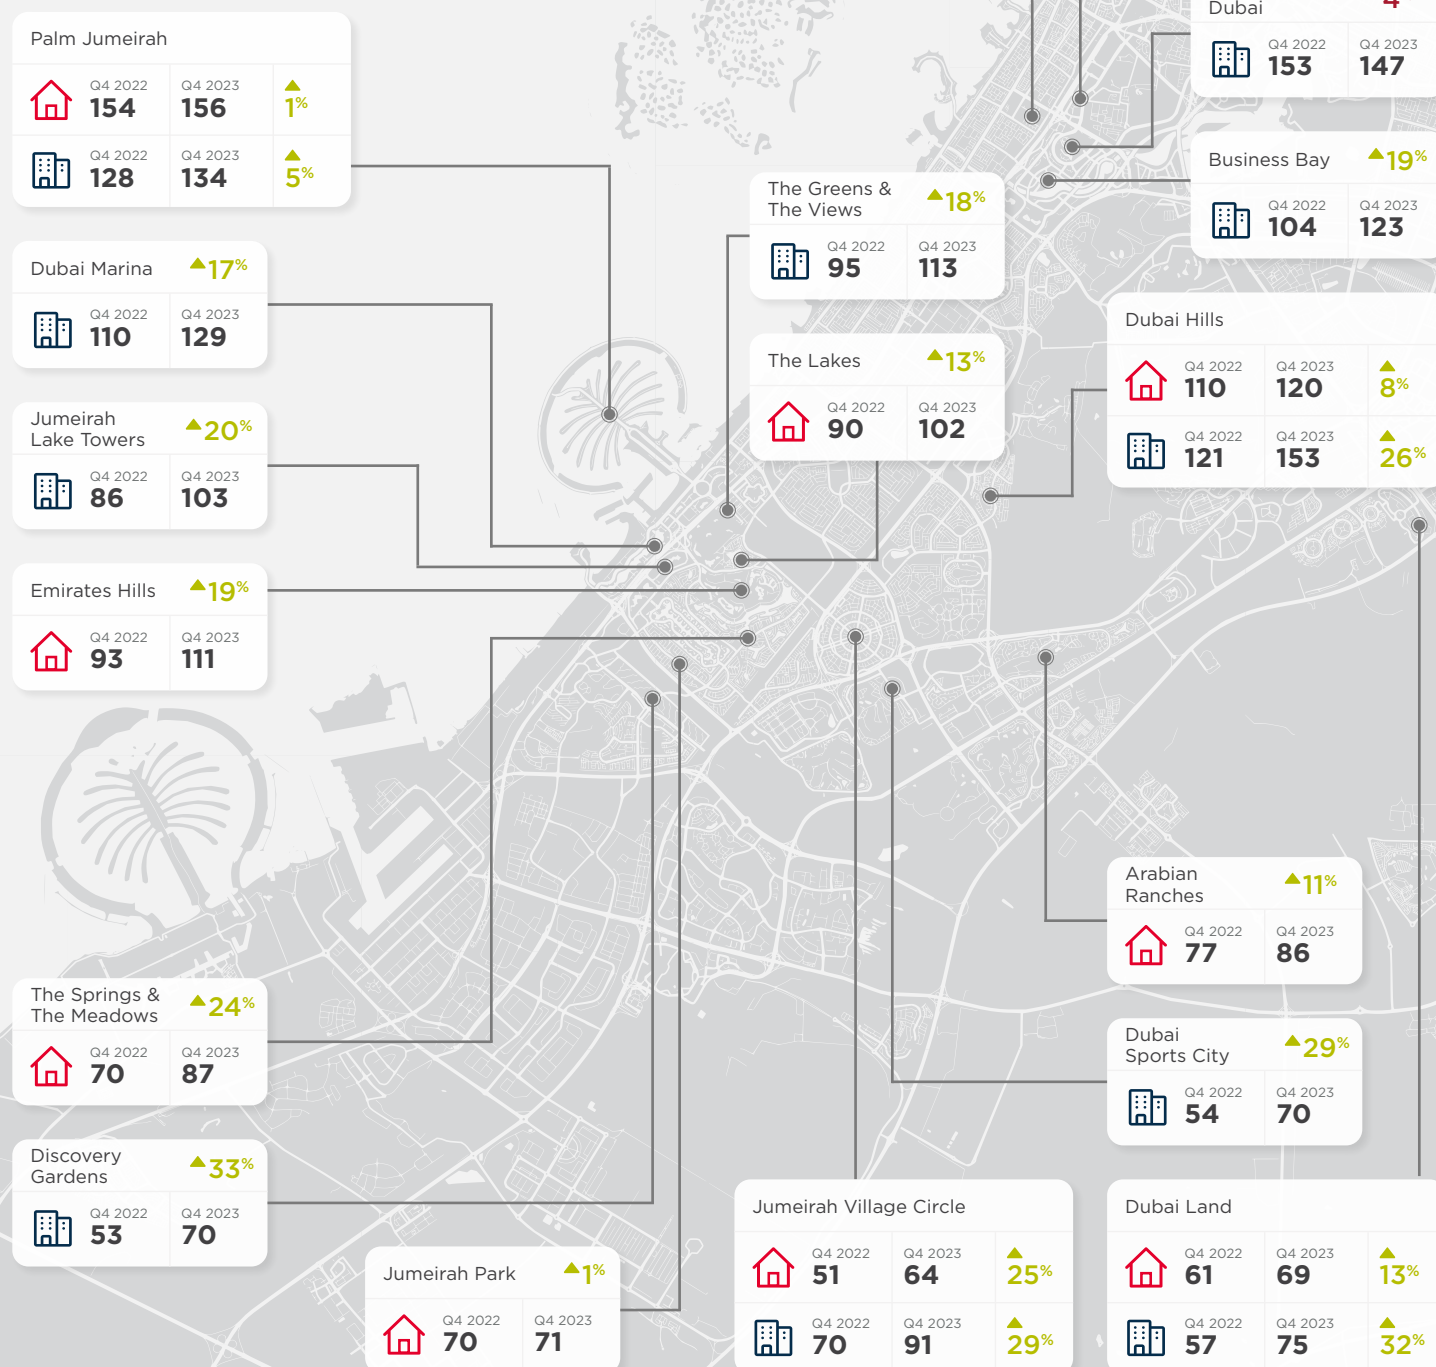 Palm Jumeirah
Q4 2022 Q4 2023
154 156 1%
Q4 2022 Q4 2023
128 134 5%
Dubai Marina 17%
Q4 2022 Q4 2023
110 129
Jumeirah
Lake Towers 20%
Q4 2022 Q4 2023
86 103
Emirates Hills 19%
Q4 2022 Q4 2023
93 111
The Springs &
The Meadows 24%
Q4 2022 Q4 2023
70 87
Discovery
Gardens 33%
Q4 2022 Q4 2023
53 70
Jumeirah Park 1%
Q4 2022 Q4 2023
70 71
The Greens &
The Views 18%
Q4 2022 Q4 2023
95 113
The Lakes 13%
Q4 2022 Q4 2023
90 102
Jumeirah Village Circle
Q4 2022 Q4 2023
51 64 25%
Q4 2022 Q4 2023
70 91 29%
Dubai
Q4 2022 Q4 2023
153 147
Business Bay 19%
Q4 2022 Q4 2023
104 123
Dubai Hills
Q4 2022 Q4 2023
110 120 8%
Q4 2022 Q4 2023
121 153 26%
Arabian
Ranches 11%
Q4 2022 Q4 2023
77 86
Dubai
Sports City 29%
Q4 2022 Q4 2023
54 70
Dubai Land
Q4 2022 Q4 2023
61 69 13%
Q4 2022 Q4 2023
57 75 32%